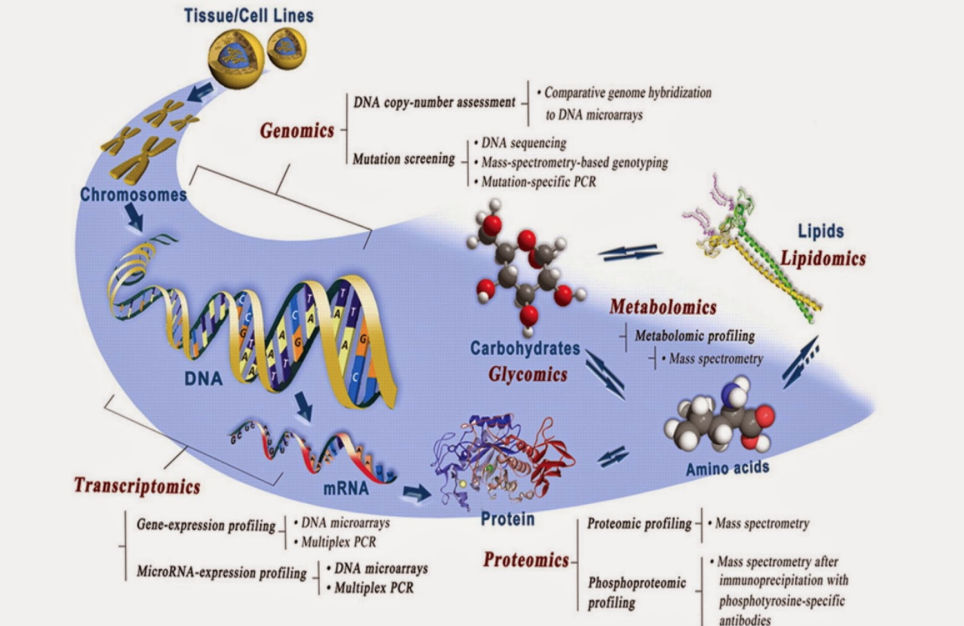 Tissue/Cell Lines
DNA copy-number assessment
• Comparative genome hybridization
to DNA microarrays
Genomics
Mutation screening
• DNA sequencing
• Mass-spectrometry-based genotyping
• Mutation-specific PCR
Chromosomes
Lipids
Lipidomics
Metabolomics
Metabolomic profiling
• Mass spectrometry
Carbohydrates
Glycomics
DNA
Amino acids
mRNA
Protein
Transcriptomics
Gene-expression profiling
• DNA microarrays
• Multiplex PCR
MicroRNA-expression profiling
• DNA microarrays
• Multiplex PCR
Proteomics
Proteomic profiling
• Mass spectrometry
Phosphoproteomic
profiling
• Mass spectrometry after
immunoprecipitation with
phosphotyrosine-specific
antibodies